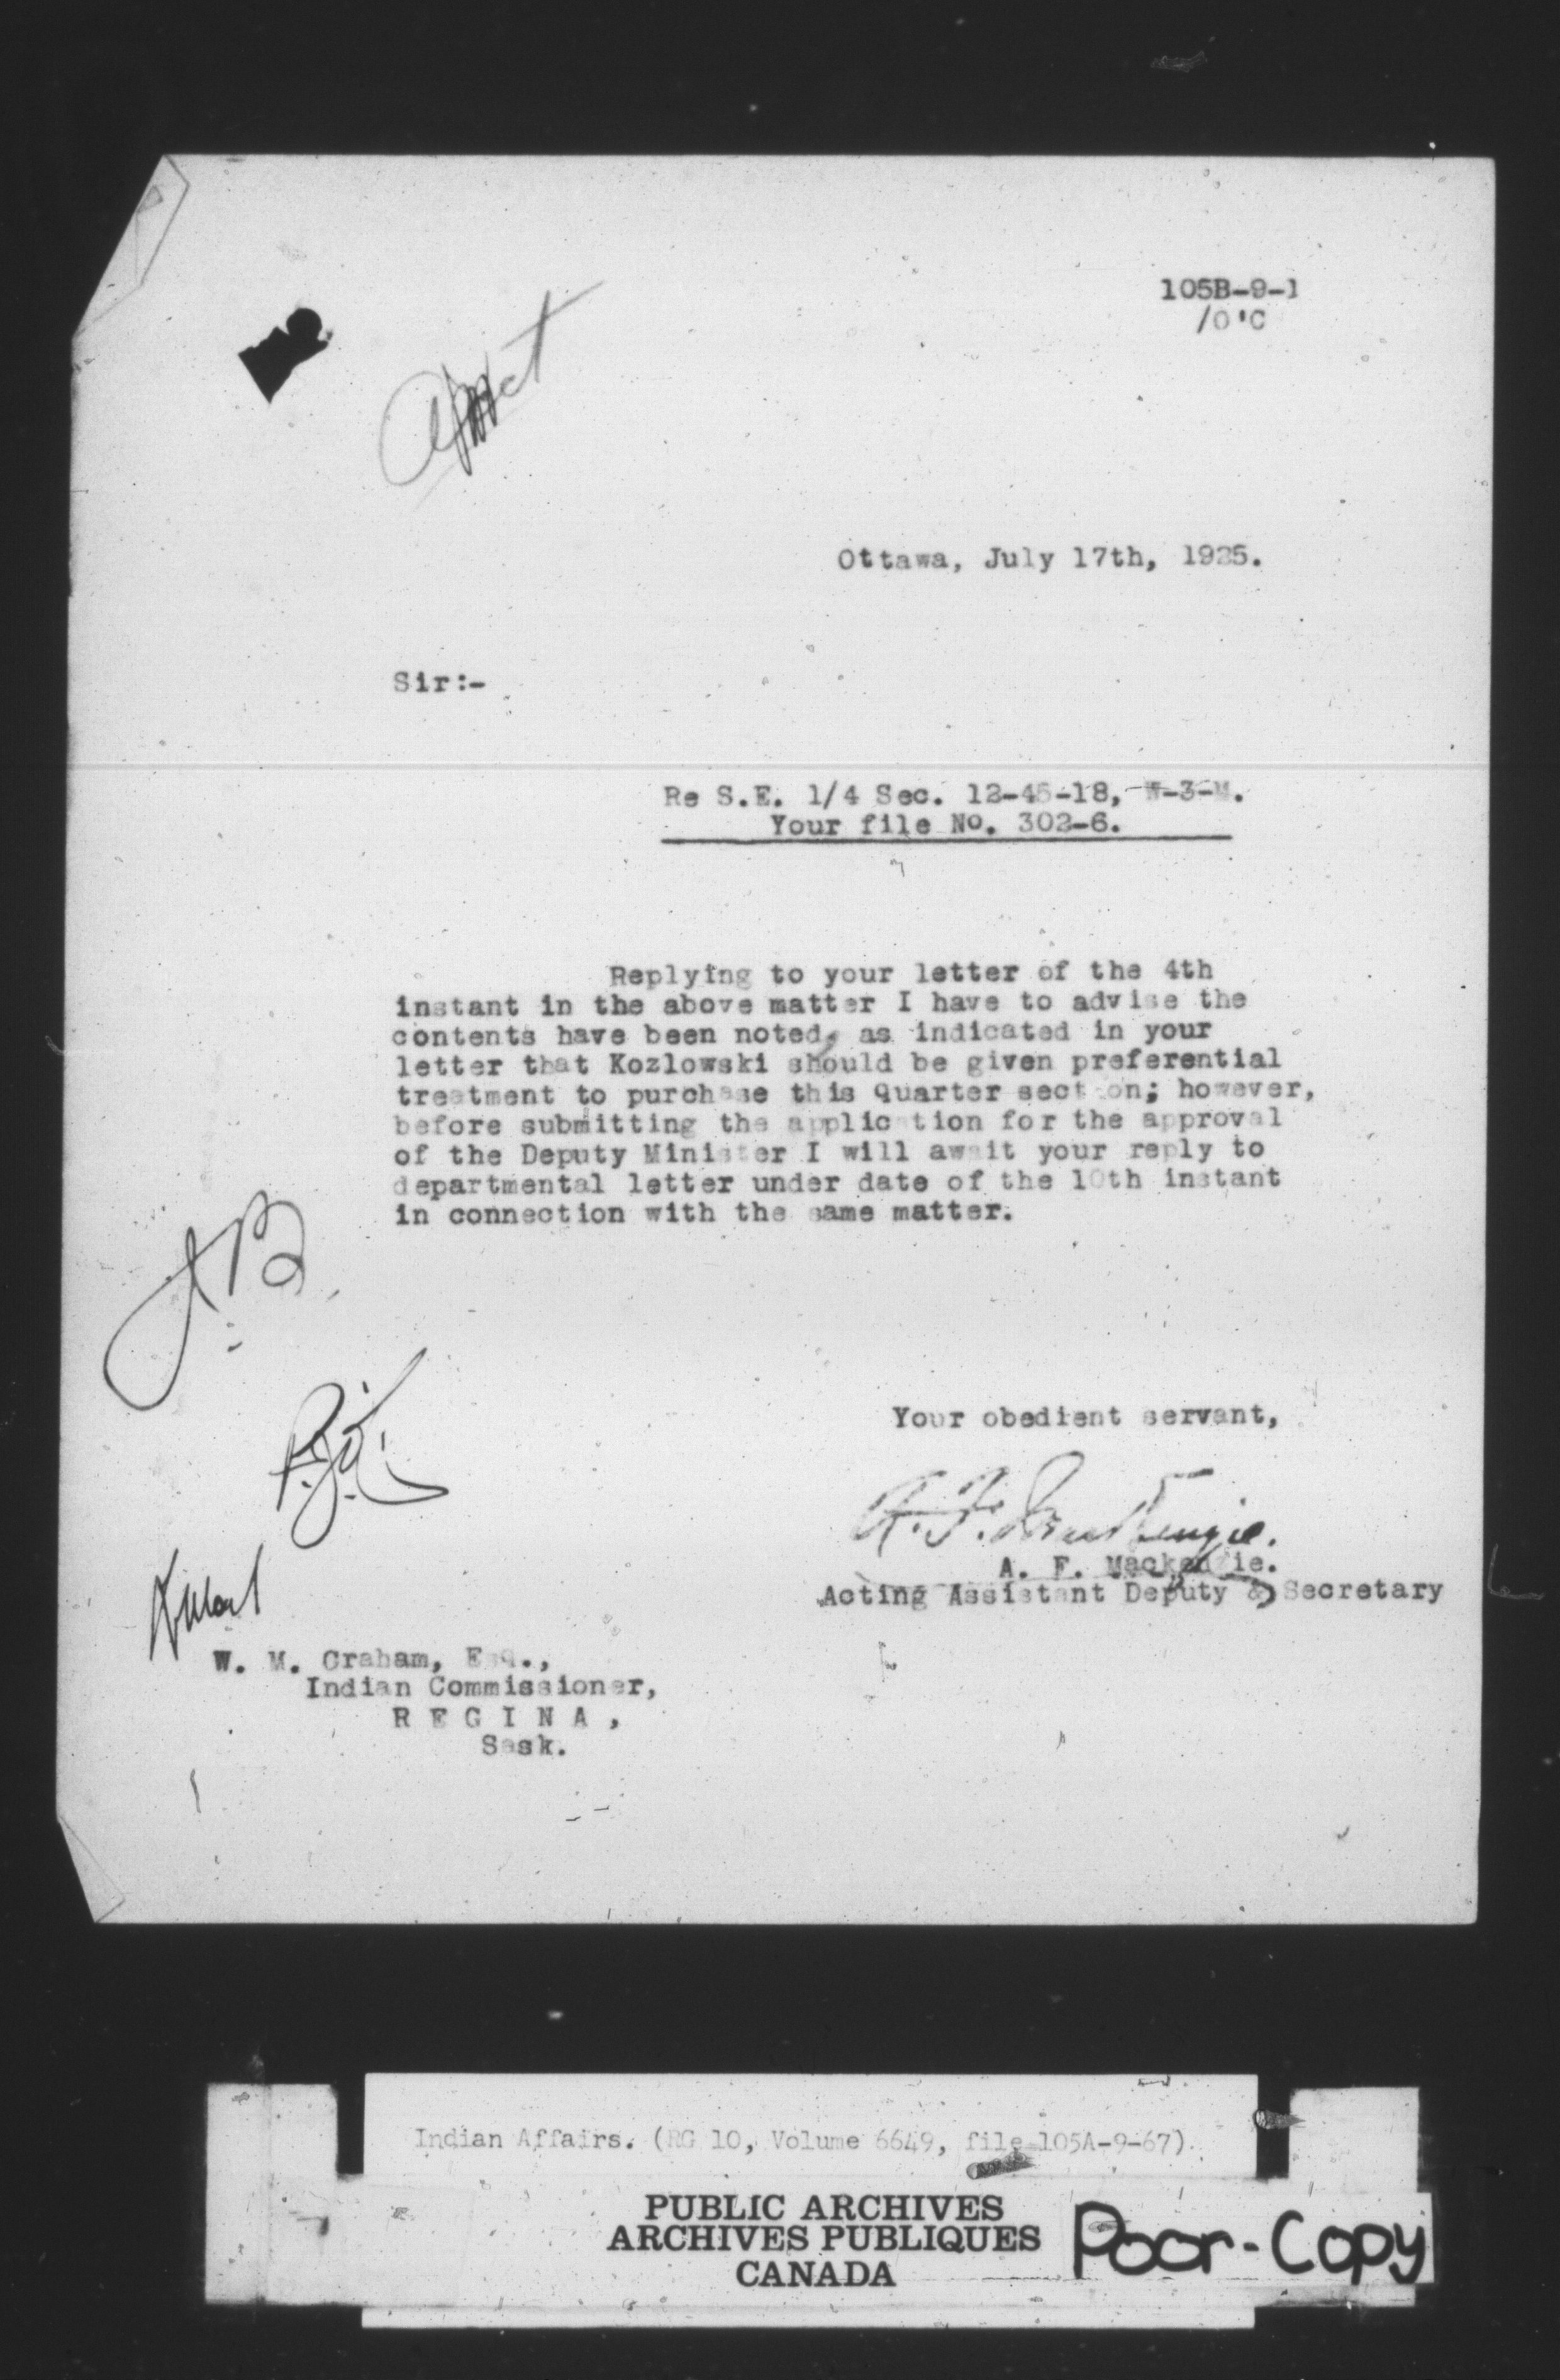 105B-9-1
/O'C
Ottawa, July 17th, 1925.
Sir:-
Re S.E. 1/4 Sec. 12-45-18, W-3-M.
Your file No. 302-6.
Replying to your letter of the 4th
instant in the above matter I have to advise the
contents have been noted, as indicated in your
letter that Kozlowski should be given preferential
treatment to purchase this Quarter section; however,
before submitting the application for the approval
of the Deputy Minister I will await your reply to
departmental letter under date of the 10th instant
in connection with the same matter.
Your obedient servant,
A. F. MacKenzie.
A. F. Mackenzie.
Acting Assistant Deputy & Secretary
W. M. Graham, Esq.,
Indian Commissioner,
REGINA,
Sask.
Indian Affairs. (RG 10, Volume 6649, file 105A-9-67).
PUBLIC ARCHIVES
ARCHIVES PUBLIQUES
CANADA
Poor-Copy